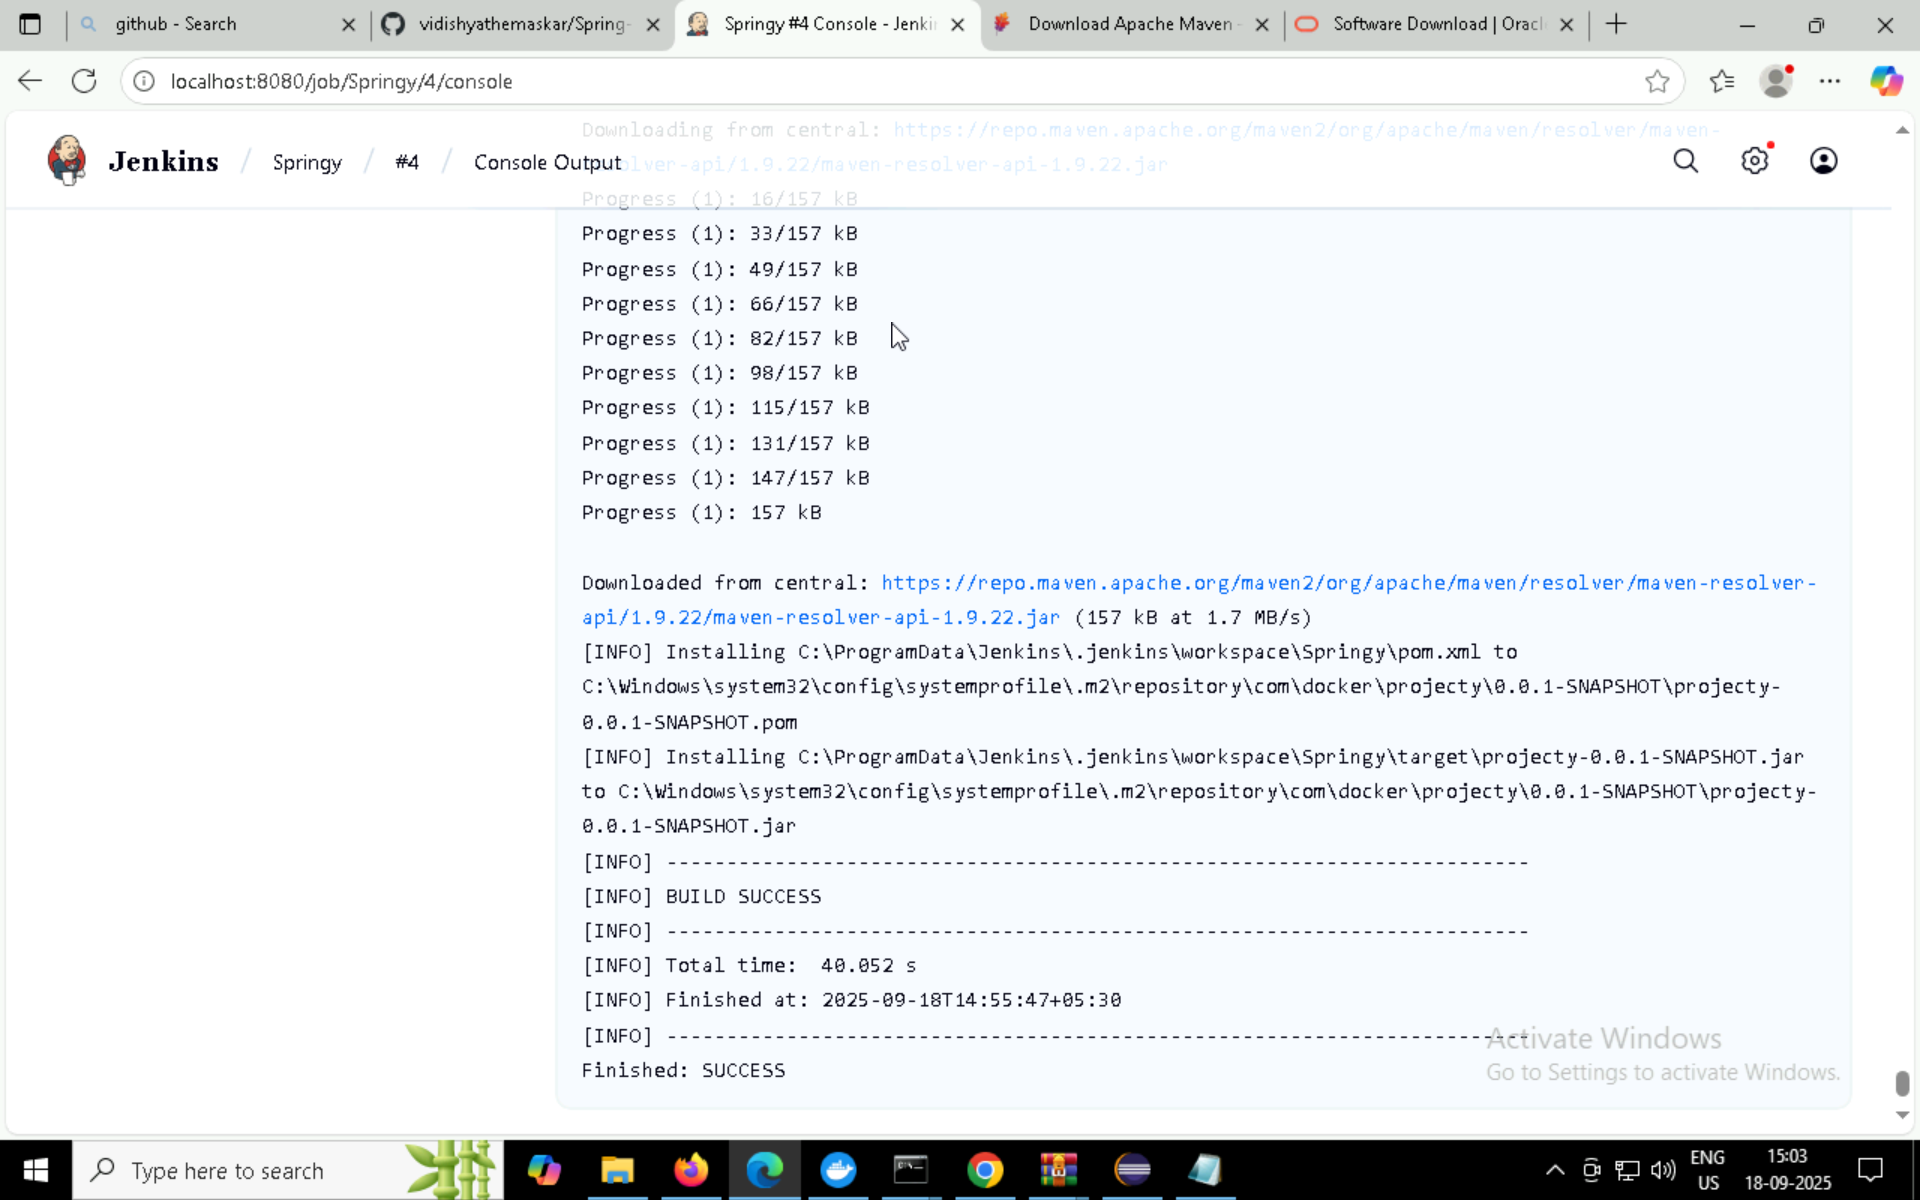 github - Search
vidishyathemaskar/Spring-
Springy #4 Console - Jenki
Download Apache Maven -
Software Download | Oracl
localhost:8080/job/Springy/4/console
Downloading from central: https://repo.maven.apache.org/maven2/org/apache/maven/resolver/maven-
resolver-api/1.9.22/maven-resolver-api-1.9.22.jar
Jenkins / Springy / #4 / Console Output
Progress (1): 16/157 kB
Progress (1): 33/157 kB
Progress (1): 49/157 kB
Progress (1): 66/157 kB
Progress (1): 82/157 kB
Progress (1): 98/157 kB
Progress (1): 115/157 kB
Progress (1): 131/157 kB
Progress (1): 147/157 kB
Progress (1): 157 kB
Downloaded from central: https://repo.maven.apache.org/maven2/org/apache/maven/resolver/maven-resolver-
api/1.9.22/maven-resolver-api-1.9.22.jar (157 kB at 1.7 MB/s)
[INFO] Installing C:\ProgramData\Jenkins\.jenkins\workspace\Springy\pom.xml to
C:\Windows\system32\config\systemprofile\.m2\repository\com\docker\projecty\0.0.1-SNAPSHOT\projecty-
0.0.1-SNAPSHOT.pom
[INFO] Installing C:\ProgramData\Jenkins\.jenkins\workspace\Springy\target\projecty-0.0.1-SNAPSHOT.jar
to C:\Windows\system32\config\systemprofile\.m2\repository\com\docker\projecty\0.0.1-SNAPSHOT\projecty-
0.0.1-SNAPSHOT.jar
[INFO] ------------------------------------------------------------------------
[INFO] BUILD SUCCESS
[INFO] ------------------------------------------------------------------------
[INFO] Total time:  40.052 s
[INFO] Finished at: 2025-09-18T14:55:47+05:30
[INFO] ------------------------------------------------------------------------
Finished: SUCCESS
Activate Windows
Go to Settings to activate Windows.
Type here to search
ENG
US
15:03
18-09-2025